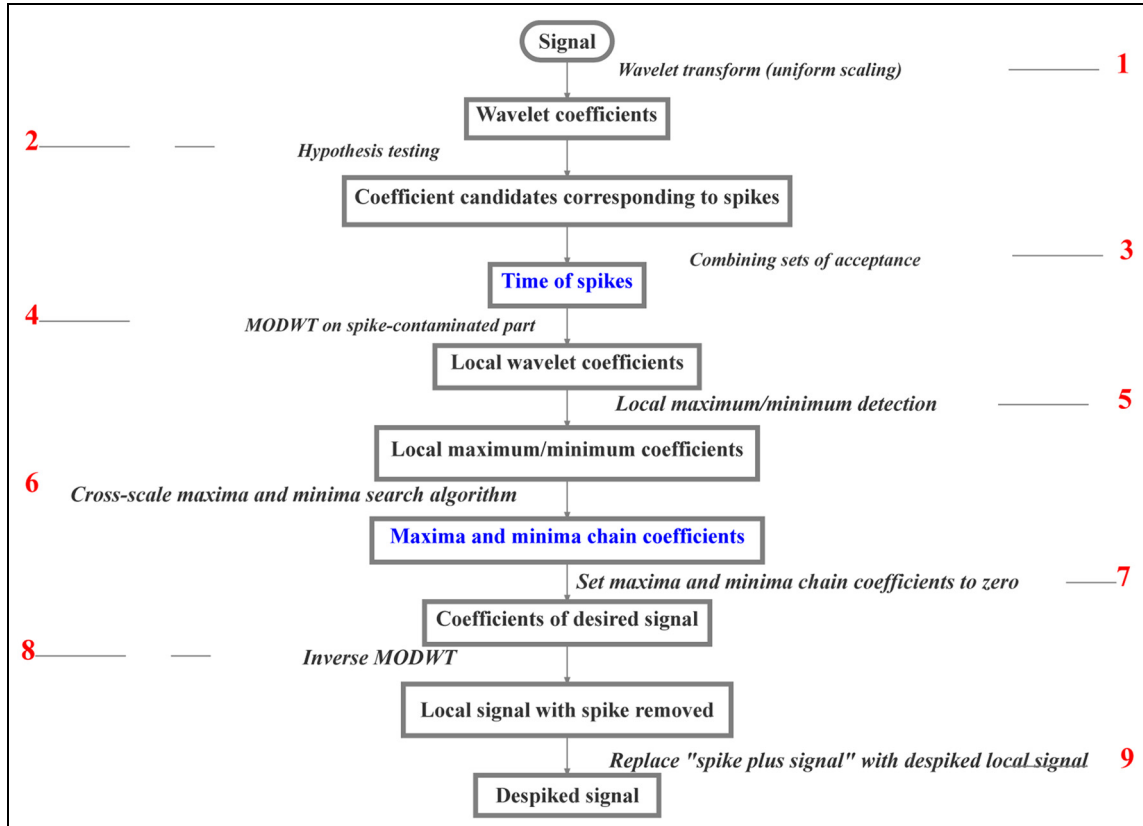 Signal
Wavelet transform (uniform scaling) 1
Wavelet coefficients
2 Hypothesis testing
Coefficient candidates corresponding to spikes
Combining sets of acceptance 3
Time of spikes
4 MODWT on spike-contaminated part
Local wavelet coefficients
Local maximum/minimum detection 5
Local maximum/minimum coefficients
6 Cross-scale maxima and minima search algorithm
Maxima and minima chain coefficients
Set maxima and minima chain coefficients to zero 7
Coefficients of desired signal
8 Inverse MODWT
Local signal with spike removed
Replace "spike plus signal" with despiked local signal 9
Despiked signal